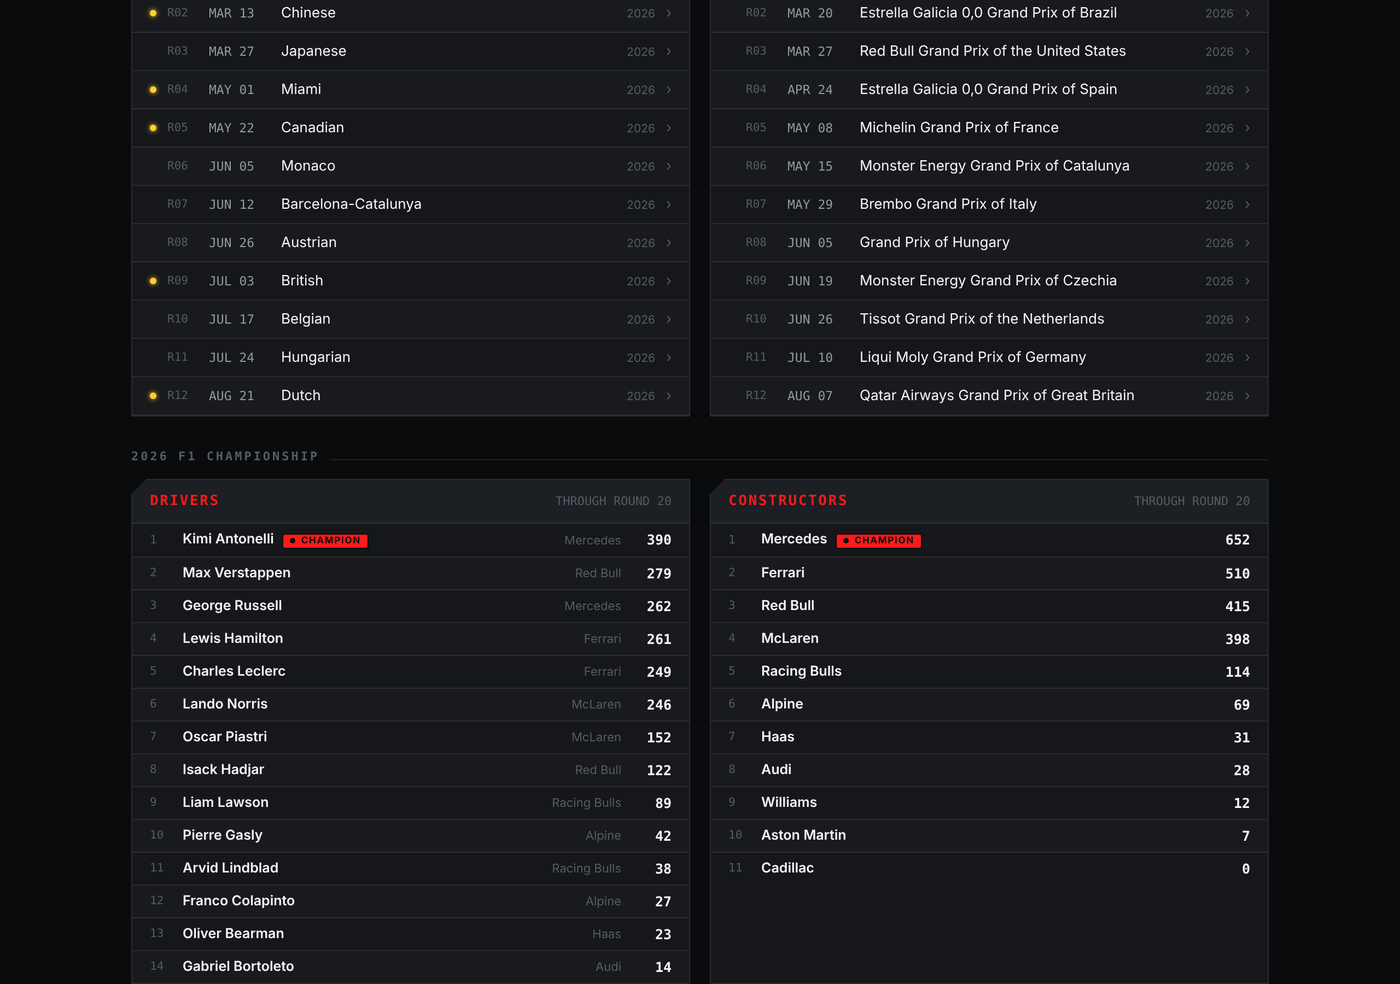 R02 MAR 13 Chinese 2026 ›
R03 MAR 27 Japanese 2026 ›
R04 MAY 01 Miami 2026 ›
R05 MAY 22 Canadian 2026 ›
R06 JUN 05 Monaco 2026 ›
R07 JUN 12 Barcelona-Catalunya 2026 ›
R08 JUN 26 Austrian 2026 ›
R09 JUL 03 British 2026 ›
R10 JUL 17 Belgian 2026 ›
R11 JUL 24 Hungarian 2026 ›
R12 AUG 21 Dutch 2026 ›
R02 MAR 20 Estrella Galicia 0,0 Grand Prix of Brazil 2026 ›
R03 MAR 27 Red Bull Grand Prix of the United States 2026 ›
R04 APR 24 Estrella Galicia 0,0 Grand Prix of Spain 2026 ›
R05 MAY 08 Michelin Grand Prix of France 2026 ›
R06 MAY 15 Monster Energy Grand Prix of Catalunya 2026 ›
R07 MAY 29 Brembo Grand Prix of Italy 2026 ›
R08 JUN 05 Grand Prix of Hungary 2026 ›
R09 JUN 19 Monster Energy Grand Prix of Czechia 2026 ›
R10 JUN 26 Tissot Grand Prix of the Netherlands 2026 ›
R11 JUL 10 Liqui Moly Grand Prix of Germany 2026 ›
R12 AUG 07 Qatar Airways Grand Prix of Great Britain 2026 ›
2026 F1 CHAMPIONSHIP
DRIVERS THROUGH ROUND 20
1 Kimi Antonelli CHAMPION Mercedes 390
2 Max Verstappen Red Bull 279
3 George Russell Mercedes 262
4 Lewis Hamilton Ferrari 261
5 Charles Leclerc Ferrari 249
6 Lando Norris McLaren 246
7 Oscar Piastri McLaren 152
8 Isack Hadjar Red Bull 122
9 Liam Lawson Racing Bulls 89
10 Pierre Gasly Alpine 42
11 Arvid Lindblad Racing Bulls 38
12 Franco Colapinto Alpine 27
13 Oliver Bearman Haas 23
14 Gabriel Bortoleto Audi 14
CONSTRUCTORS THROUGH ROUND 20
1 Mercedes CHAMPION 652
2 Ferrari 510
3 Red Bull 415
4 McLaren 398
5 Racing Bulls 114
6 Alpine 69
7 Haas 31
8 Audi 28
9 Williams 12
10 Aston Martin 7
11 Cadillac 0